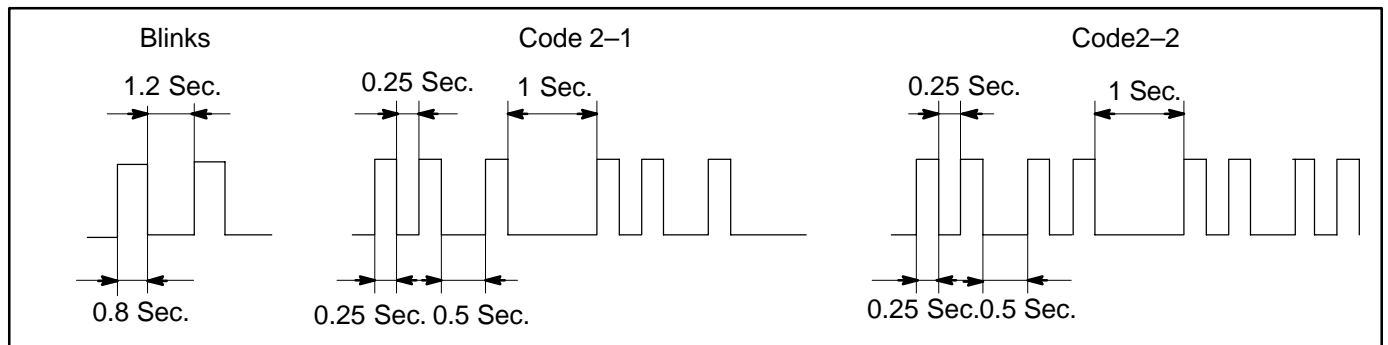 Blinks Code 2–1 Code2–2
1.2 Sec. 0.25 Sec. 1 Sec. 0.25 Sec. 1 Sec.
0.8 Sec. 0.25 Sec. 0.5 Sec. 0.25 Sec. 0.5 Sec.